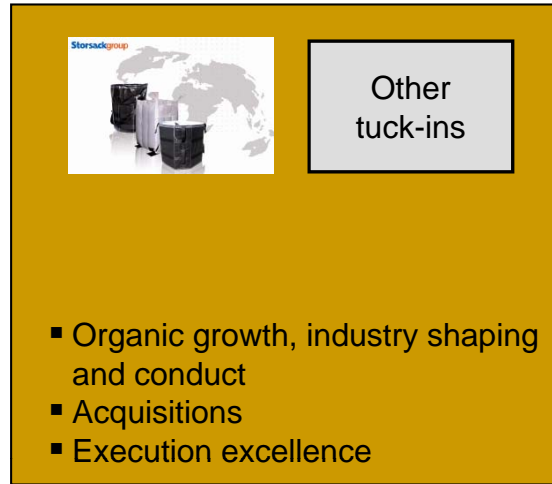 Storsackgroup
Other
tuck-ins
▪ Organic growth, industry shaping
and conduct
▪ Acquisitions
▪ Execution excellence